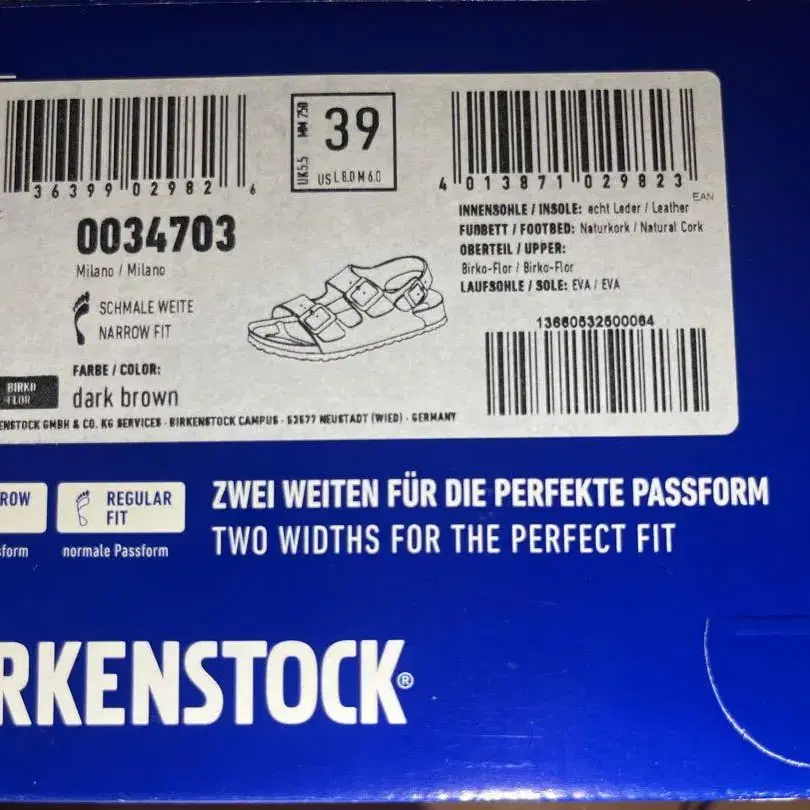 36399 02982 6
MM 250
UK 5.5
39
US L 8.0 M 6.0
4 013871 029823
EAN
0034703
Milano / Milano
SCHMALE WEITE
NARROW FIT
FARBE / COLOR:
dark brown
BIRKO
FLOR
INNENSOHLE / INSOLE: echt Leder / Leather
FUẞBETT / FOOTBED: Naturkork / Natural Cork
OBERTEIL / UPPER:
Birko-Flor / Birko-Flor
LAUFSOHLE / SOLE: EVA / EVA
13660532500064
ENSTOCK GMBH & CO. KG SERVICES · BIRKENSTOCK CAMPUS · 53577 NEUSTADT (WIED) · GERMANY
ROW
sform
REGULAR
FIT
normale Passform
ZWEI WEITEN FÜR DIE PERFEKTE PASSFORM
TWO WIDTHS FOR THE PERFECT FIT
RKENSTOCK®